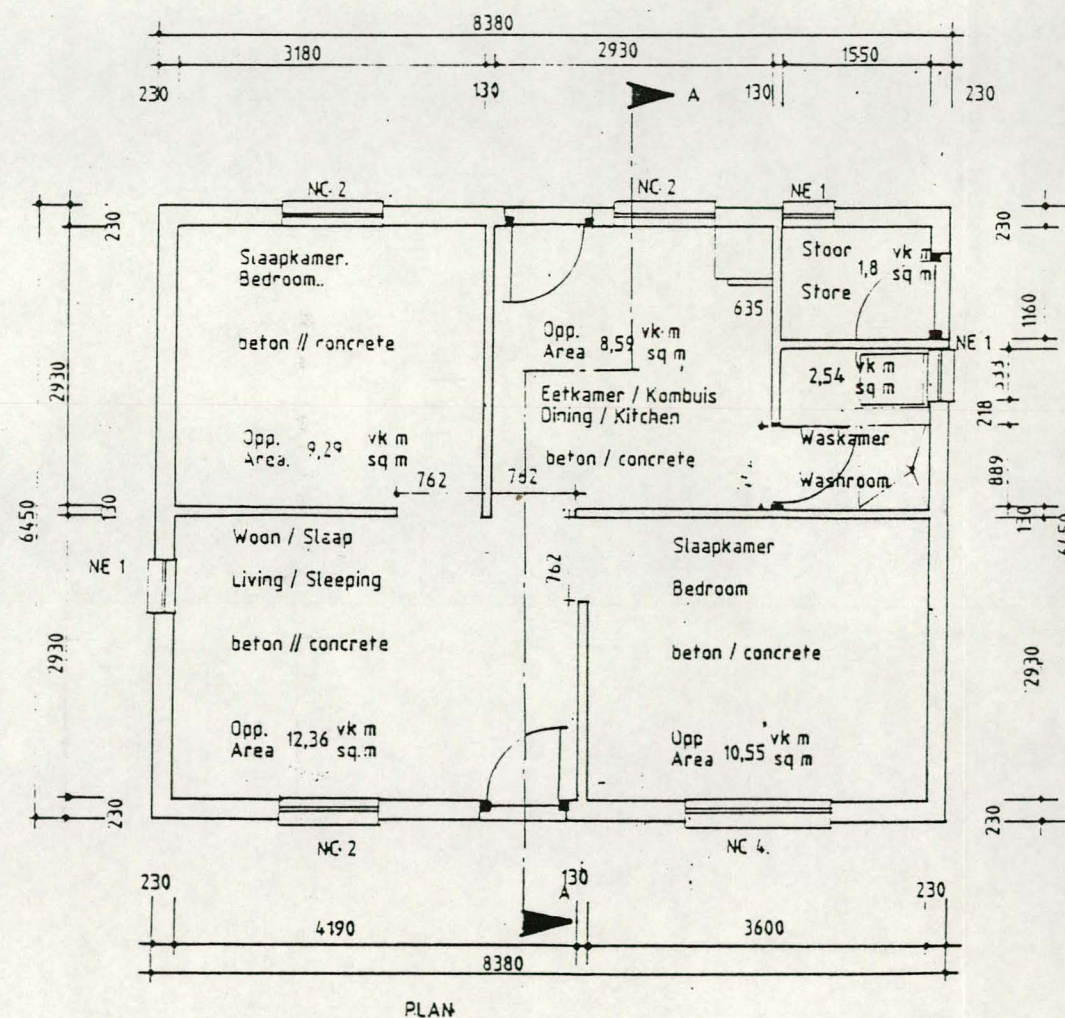 8380
3180 2930 1550
230 130 A 130 230
NC 2 NC 2 NE 1
230
230
Slaapkamer.
Bedroom..
Stoor
Store
1,8 vk m
sq m
635
1160
beton // concrete
Opp.
Area 8,59 vk m
sq m
NE 1
2,54 vk m
sq m
218
2930
Eetkamer / Kombuis
Dining / Kitchen
beton / concrete
Waskamer
Washroom
889
Opp.
Area. 9,29 vk m
sq m
762 762
6450
130
130
NE 1
Woon / Slaap
Living / Sleeping
762
Slaapkamer
Bedroom
beton // concrete
beton / concrete
2930
2930
Opp.
Area 12,36 vk m
sq.m
Opp
Area 10,55 vk m
sq m
230
230
NC 2 NC 4.
230 130 230
A
4190 3600
8380
PLAN